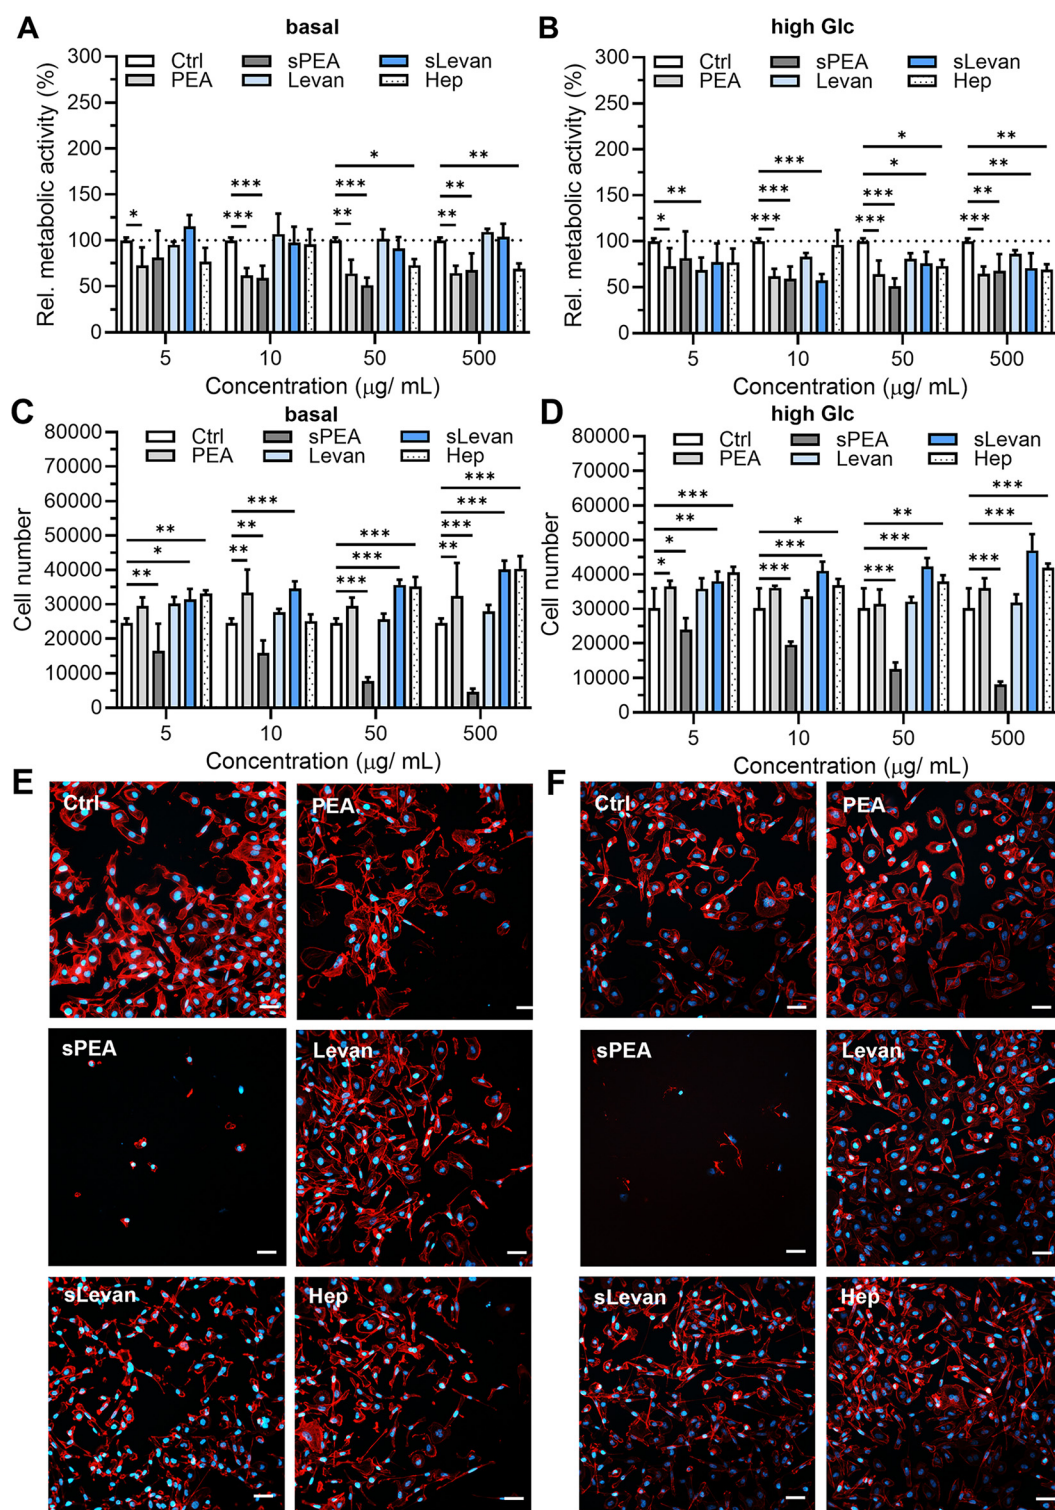 A
basal
Rel. metabolic activity (%)
300
250
200
150
100
50
0
Ctrl
sPEA
sLevan
PEA
Levan
Hep
*
***
***
***
**
*
**
**
**
5
10
50
500
Concentration (μg/ mL)
B
high Glc
Rel. metabolic activity (%)
300
250
200
150
100
50
0
Ctrl
sPEA
sLevan
PEA
Levan
Hep
**
*
***
***
***
*
*
***
***
**
**
**
***
5
10
50
500
Concentration (μg/ mL)
C
basal
Cell number
80000
70000
60000
50000
40000
30000
20000
10000
0
Ctrl
sPEA
sLevan
PEA
Levan
Hep
**
*
**
***
**
**
***
***
***
***
***
***
**
5
10
50
500
Concentration (μg/ mL)
D
high Glc
Cell number
80000
70000
60000
50000
40000
30000
20000
10000
0
Ctrl
sPEA
sLevan
PEA
Levan
Hep
***
**
*
*
*
***
***
**
***
***
***
***
***
5
10
50
500
Concentration (μg/ mL)
E
Ctrl
PEA
sPEA
Levan
sLevan
Hep
F
Ctrl
PEA
sPEA
Levan
sLevan
Hep